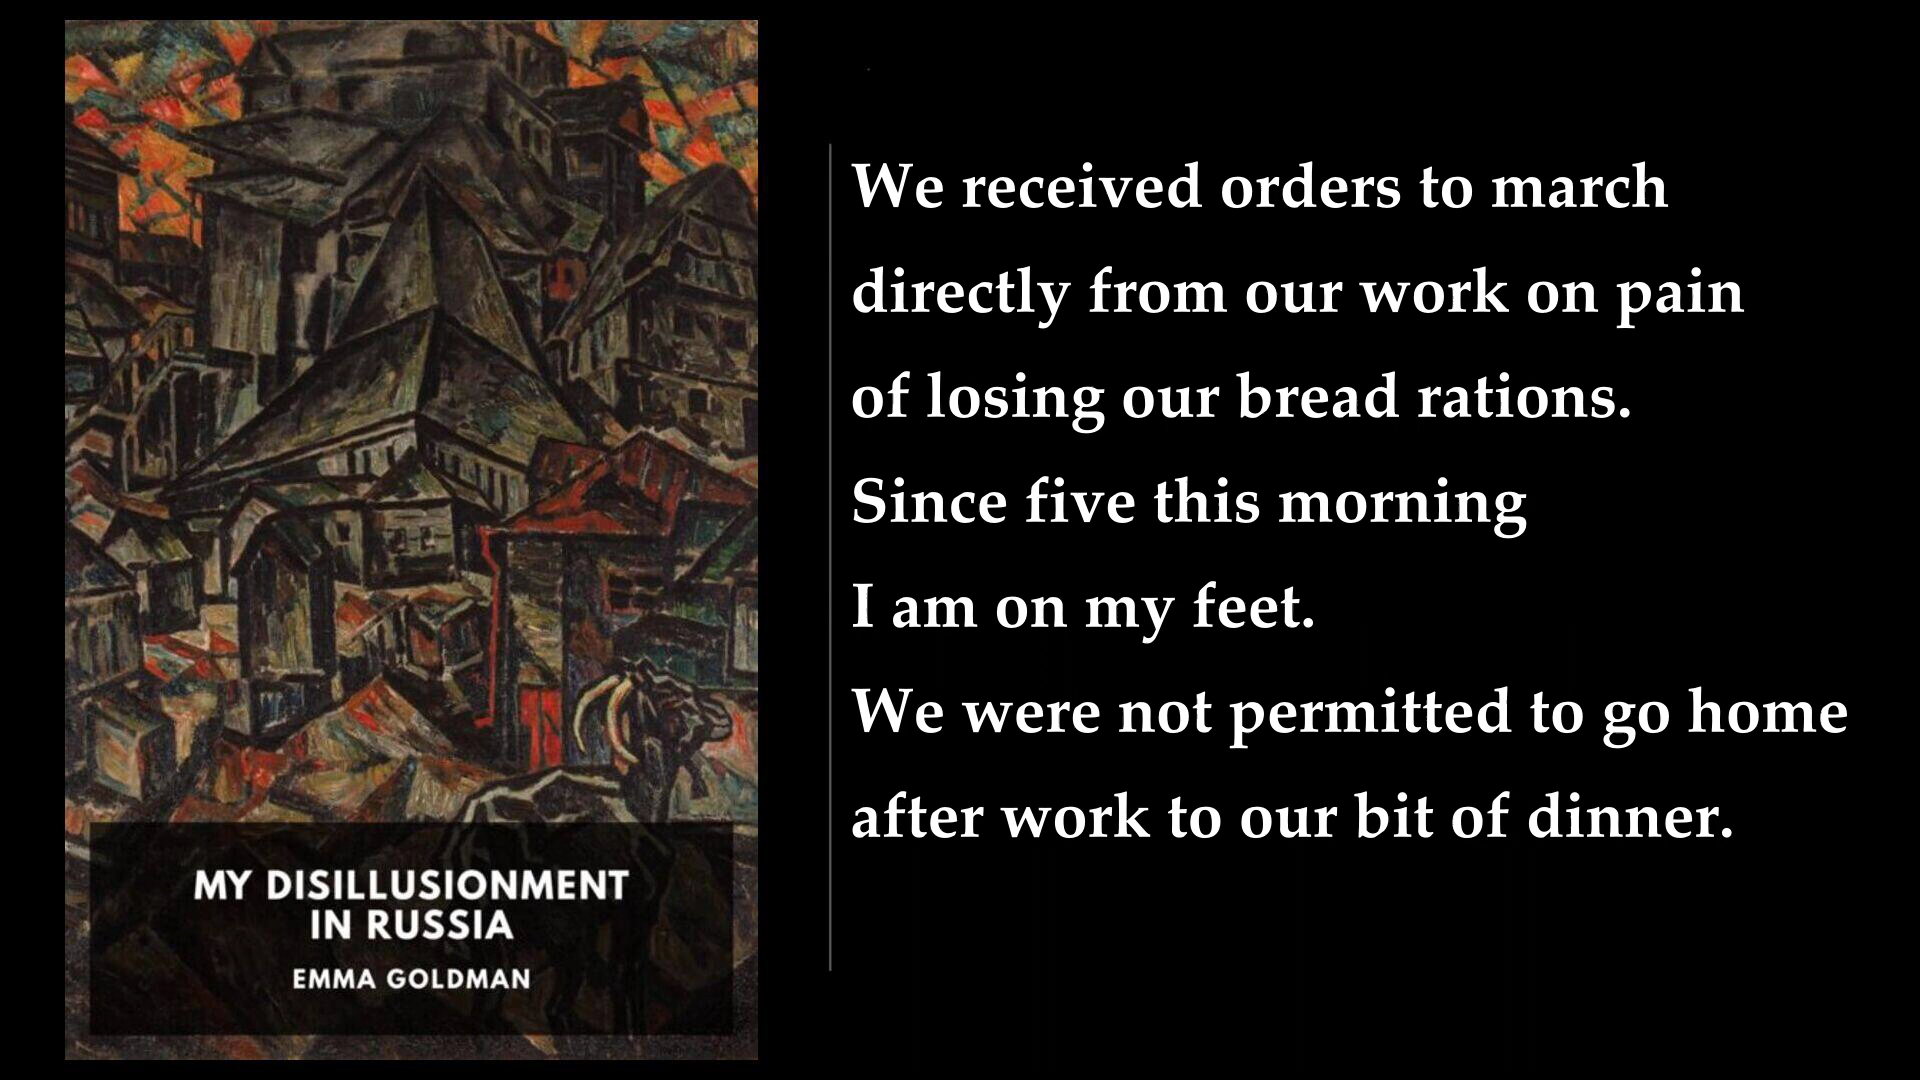 MY DISILLUSIONMENT
IN RUSSIA
EMMA GOLDMAN
We received orders to march
directly from our work on pain
of losing our bread rations.
Since five this morning
I am on my feet.
We were not permitted to go home
after work to our bit of dinner.